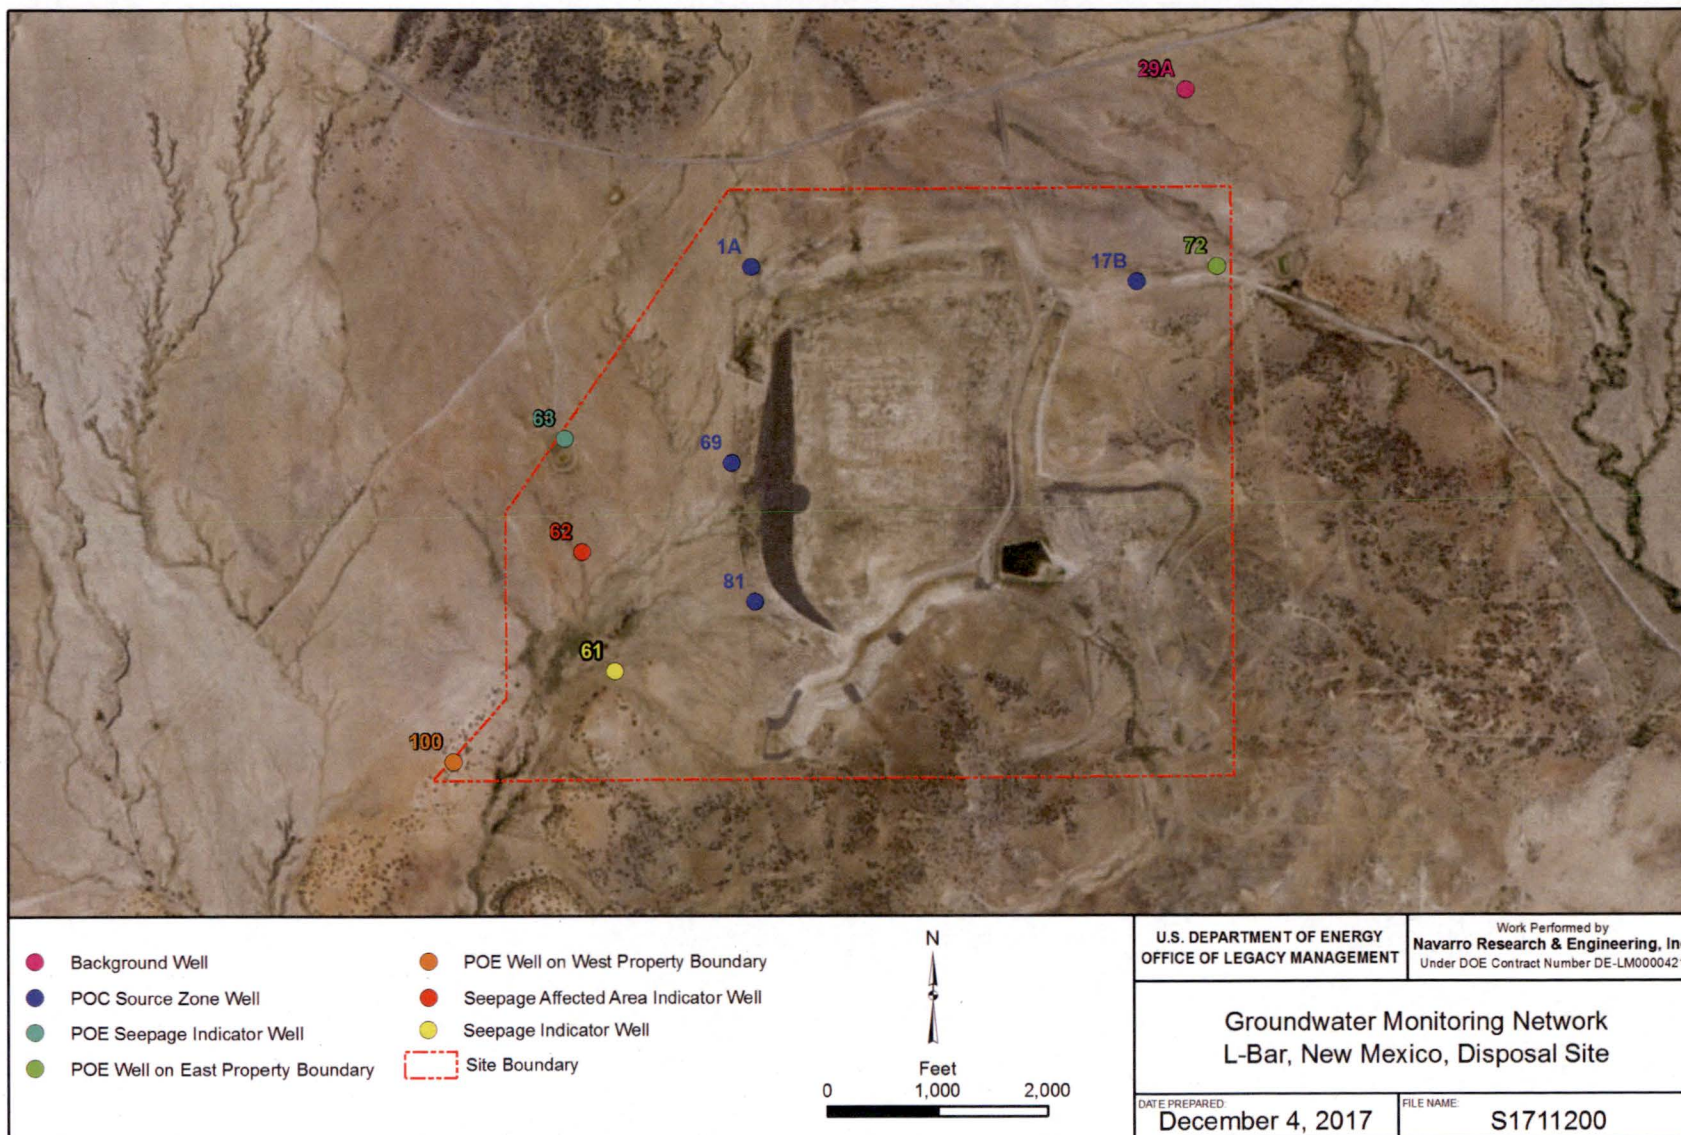 29A
1A
17B
72
63
69
62
81
61
100
Background Well
POC Source Zone Well
POE Seepage Indicator Well
POE Well on East Property Boundary
POE Well on West Property Boundary
Seepage Affected Area Indicator Well
Seepage Indicator Well
Site Boundary
N
Feet
0 1,000 2,000
U.S. DEPARTMENT OF ENERGY
OFFICE OF LEGACY MANAGEMENT
Work Performed by
Navarro Research & Engineering, In
Under DOE Contract Number DE-LM000042
Groundwater Monitoring Network
L-Bar, New Mexico, Disposal Site
DATE PREPARED:
December 4, 2017
FILE NAME:
S1711200